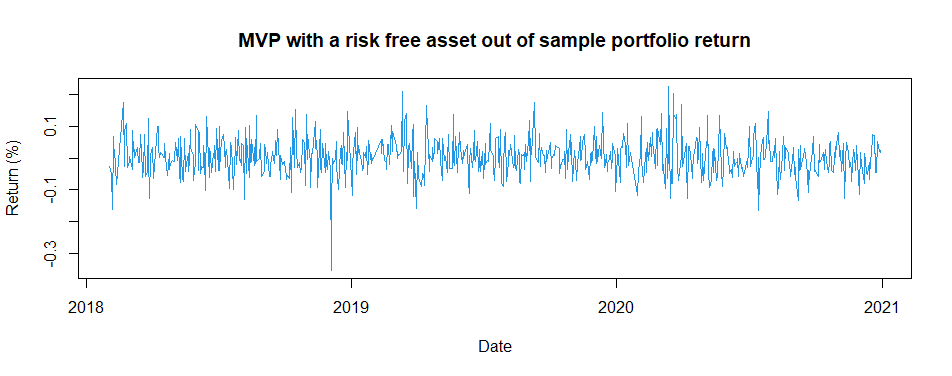 MVP with a risk free asset out of sample portfolio return
Return (%)
0.1
-0.1
-0.3
2018 2019 2020 2021
Date